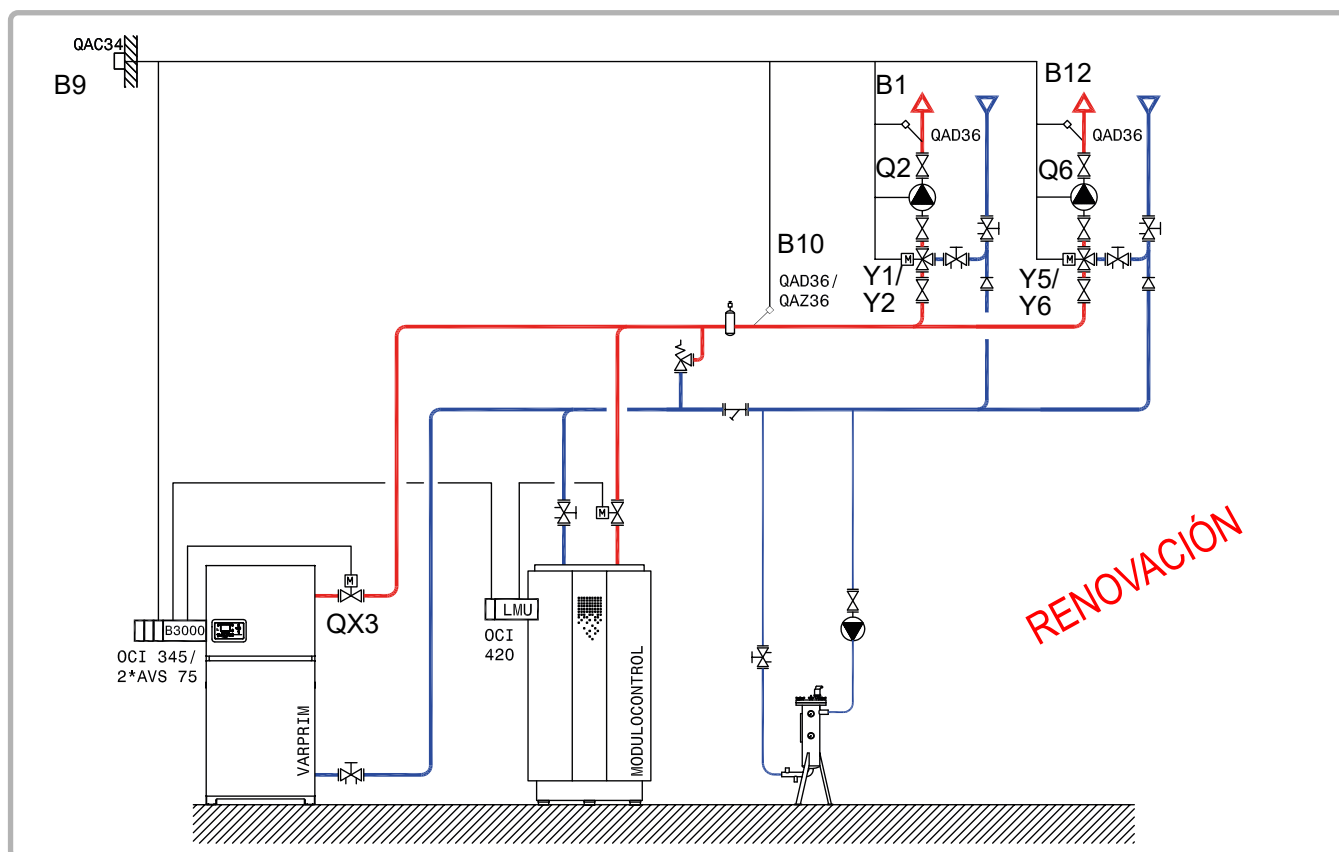 QAC34
B9
B1
B12
QAD36
QAD36
Q2
Q6
B10
QAD36/
QAZ36
Y1/
Y2
Y5/
Y6
M
M
M
M
QX3
B3000
OCI 345/
2*AVS 75
LMU
OCI
420
VARPRIM
MODULOCONTROL
RENOVACIÓN